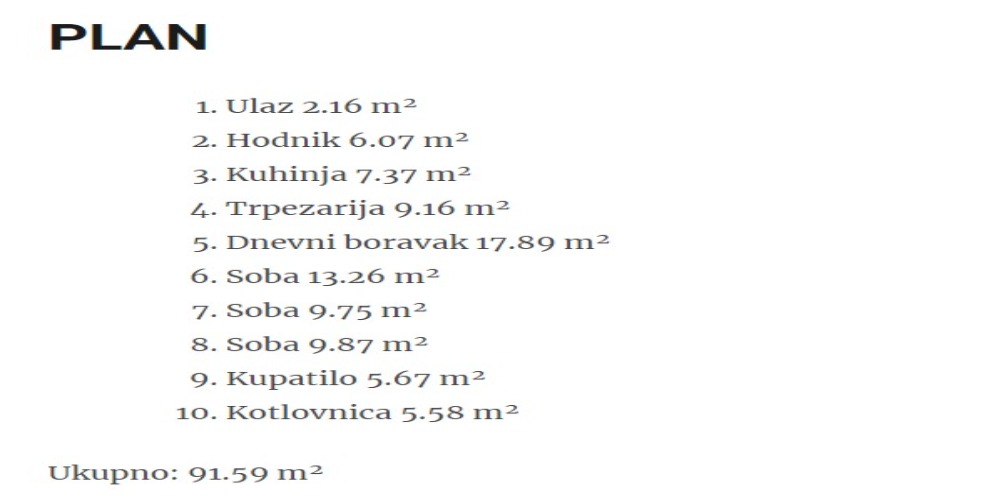 PLAN
1. Ulaz 2.16 m²
2. Hodnik 6.07 m²
3. Kuhinja 7.37 m²
4. Trpezarija 9.16 m²
5. Dnevni boravak 17.89 m²
6. Soba 13.26 m²
7. Soba 9.75 m²
8. Soba 9.87 m²
9. Kupatilo 5.67 m²
10. Kotlovnica 5.58 m²
Ukupno: 91.59 m²